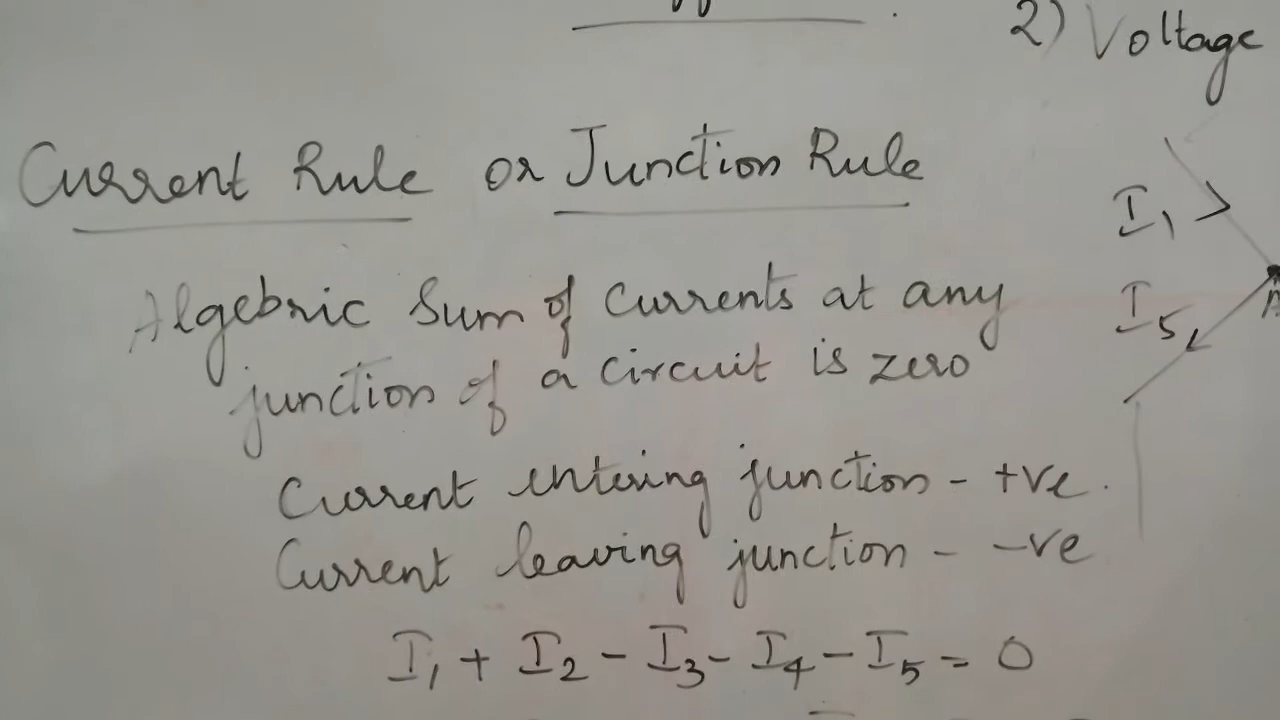 2) Voltage
Current Rule or Junction Rule
I₁
Algebric Sum of Currents at any
I₅
junction of a circuit is zero
Current entering junction - +ve.
Current leaving junction - -ve
I₁ + I₂ - I₃ - I₄ - I₅ = 0